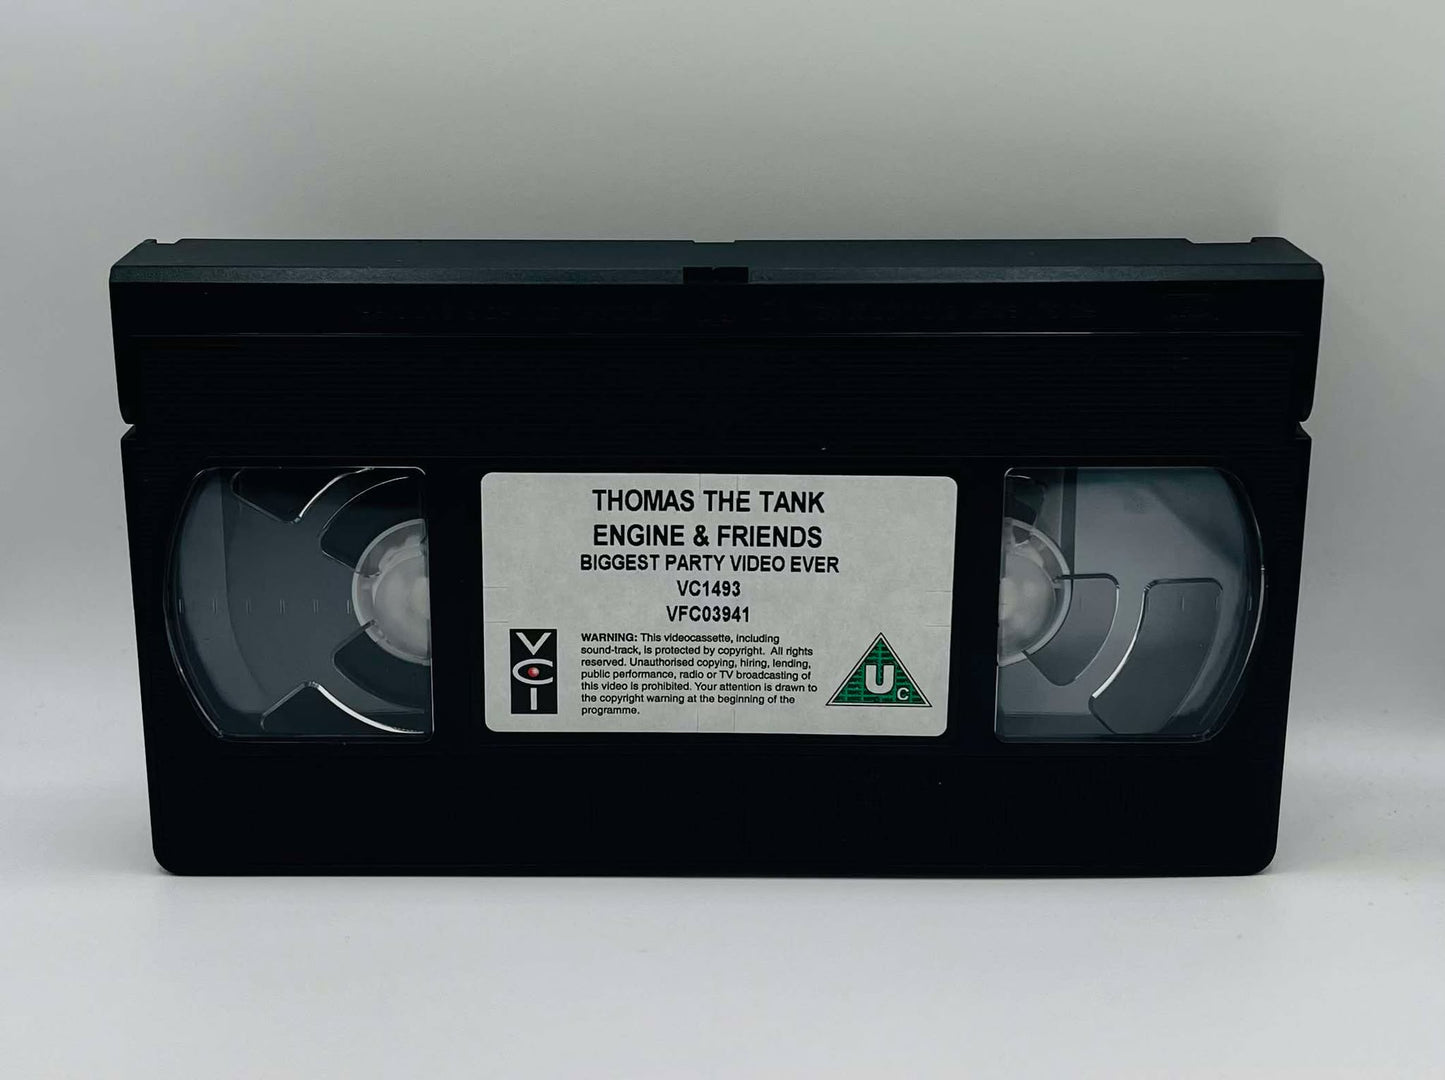 THOMAS THE TANK
ENGINE & FRIENDS
BIGGEST PARTY VIDEO EVER
VC1493
VFC03941
VCI
WARNING: This videocassette, including
sound-track, is protected by copyright. All rights
reserved. Unauthorised copying, hiring, lending,
public performance, radio or TV broadcasting of
this video is prohibited. Your attention is drawn to
the copyright warning at the beginning of the
programme.
U
C